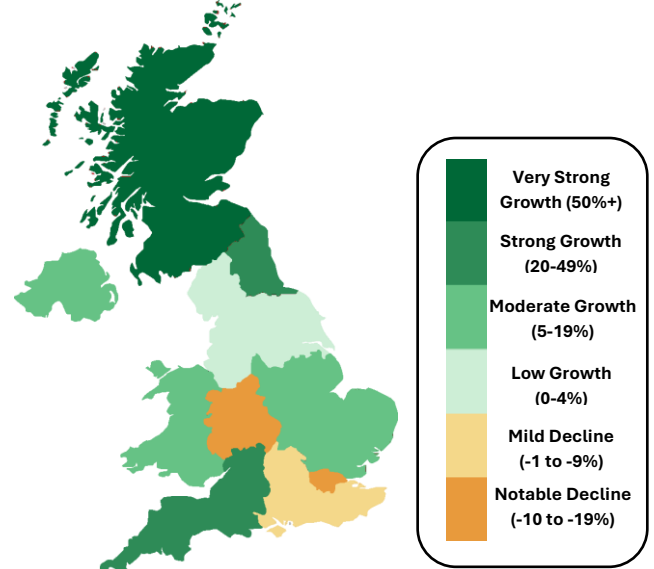 Very Strong
Growth (50%+)
Strong Growth
(20-49%)
Moderate Growth
(5-19%)
Low Growth
(0-4%)
Mild Decline
(-1 to -9%)
Notable Decline
(-10 to -19%)